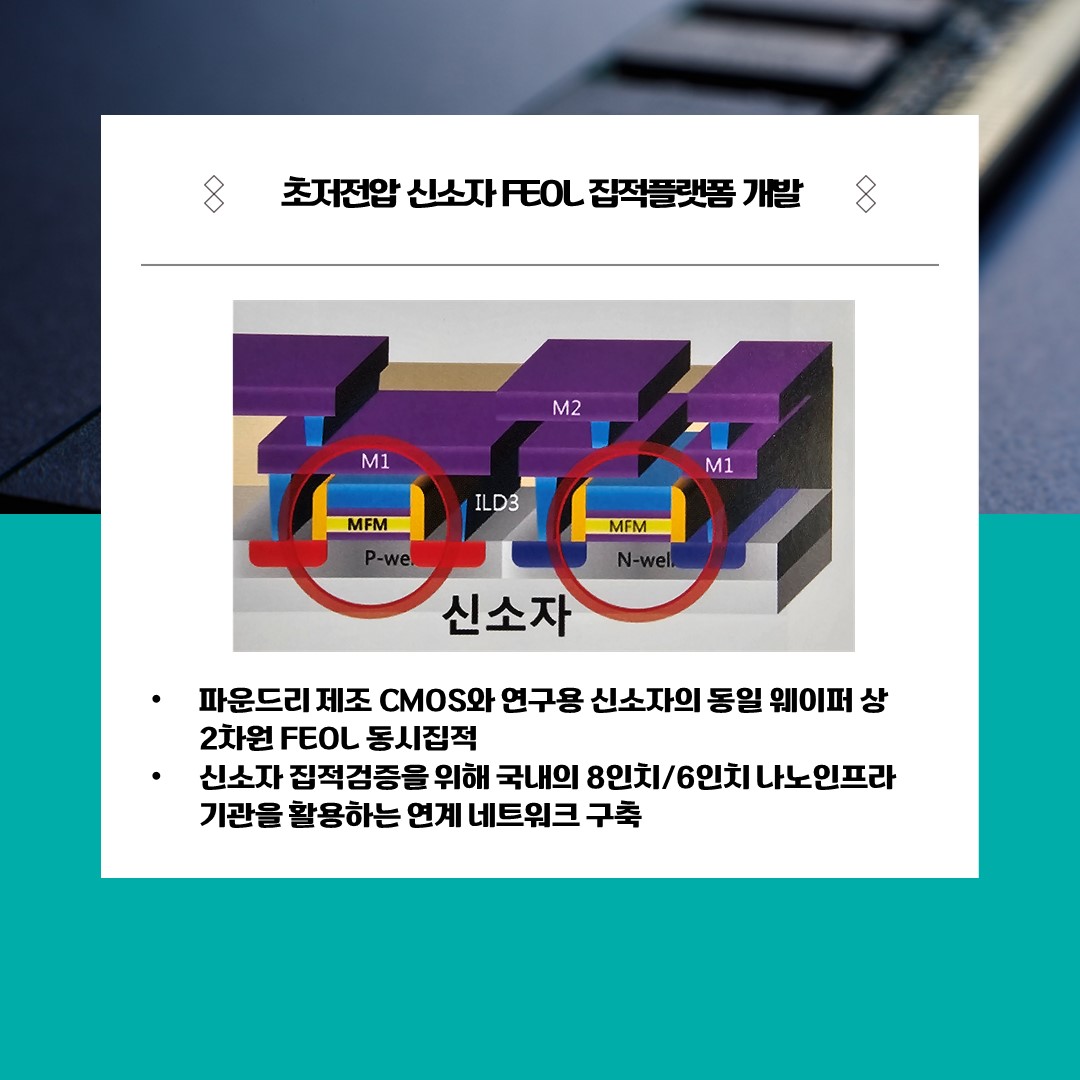 초저전압 신소자 FEOL 집적플랫폼 개발
M2
M1
M1
ILD3
MFM
MFM
P-wel
N-well
신소자
• 파운드리 제조 CMOS와 연구용 신소자의 동일 웨이퍼 상
2차원 FEOL 동시집적
• 신소자 집적검증을 위해 국내의 8인치/6인치 나노인프라
기관을 활용하는 연계 네트워크 구축